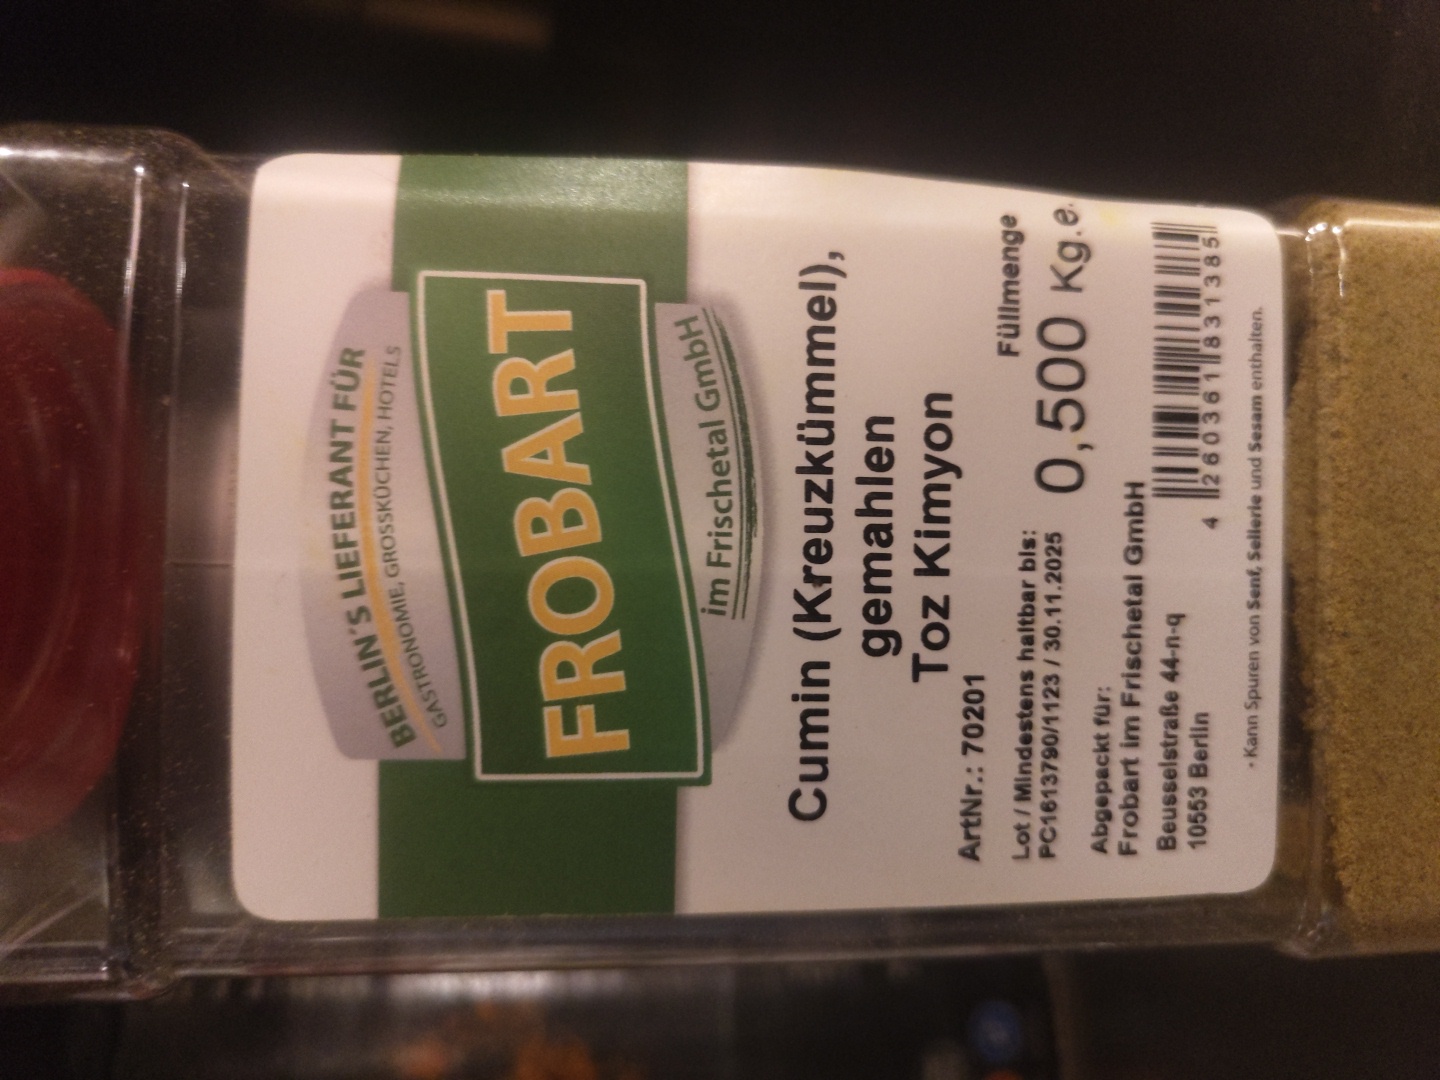 BERLIN'S LIEFERANT FÜR
GASTRONOMIE, GROSSKÜCHEN, HOTELS
FROBART
im Frischetal GmbH
Cumin (Kreuzkümmel),
gemahlen
Toz Kimyon
ArtNr.: 70201
Füllmenge
0,500 Kg.e.
Lot / Mindestens haltbar bis:
PC1613790/1123 / 30.11.2025
Abgepackt für:
Frobart im Frischetal GmbH
Beusselstraße 44-n-q
10553 Berlin
4 260361 831385
• Kann Spuren von Senf, Sellerie und Sesam enthalten.